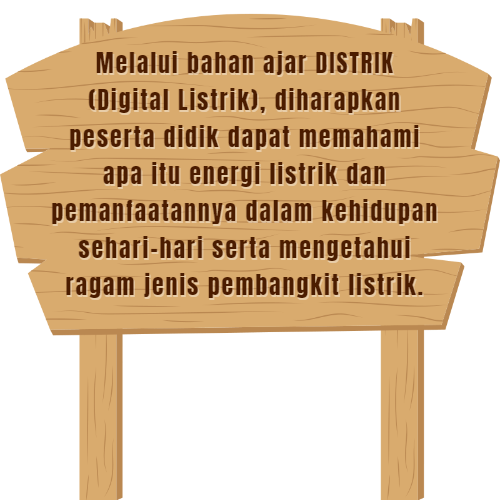 Melalui bahan ajar DISTRIK
(Digital Listrik), diharapkan
peserta didik dapat memahami
apa itu energi listrik dan
pemanfaatannya dalam kehidupan
sehari-hari serta mengetahui
ragam jenis pembangkit listrik.